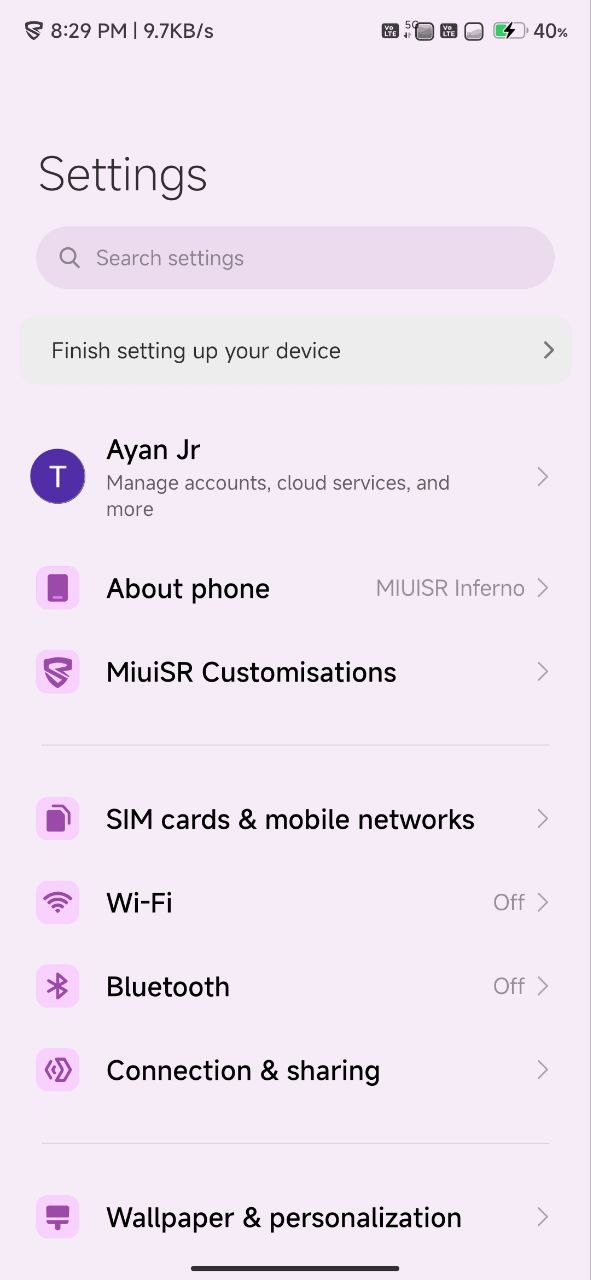 8:29 PM | 9.7KB/s Vo LTE 5G Vo LTE 40%
Settings
Search settings
Finish setting up your device
T
Ayan Jr
Manage accounts, cloud services, and
more
About phone MIUISR Inferno
MiuiSR Customisations
SIM cards & mobile networks
Wi-Fi Off
Bluetooth Off
Connection & sharing
Wallpaper & personalization